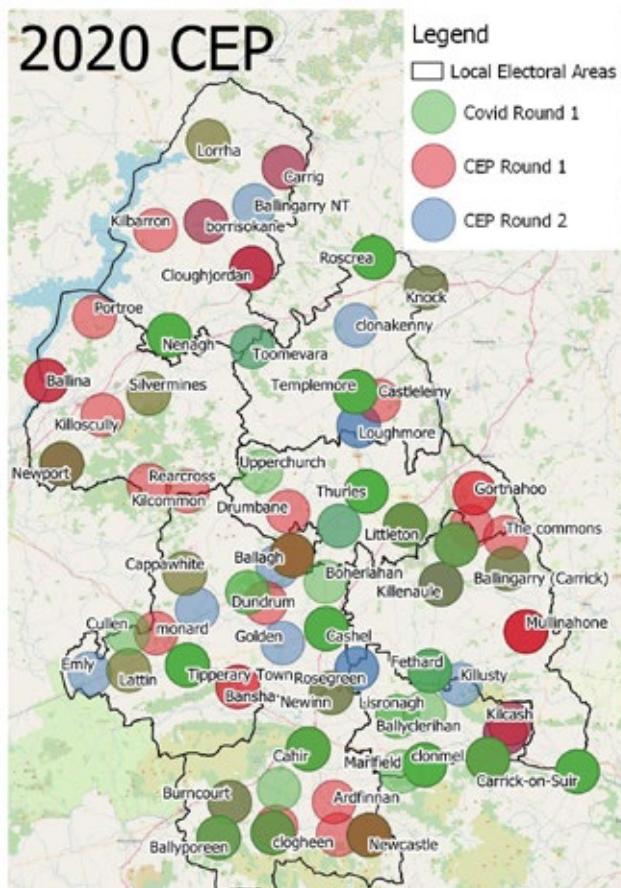 2020 CEP
Legend
Local Electoral Areas
Covid Round 1
CEP Round 1
CEP Round 2
Lorrha
Carrig
Ballingarry NT
Kilbarron
borrisokane
Cloughjordan
Roscrea
Knock
Portroe
clonakenny
Nenagh
Toomevara
Ballina
Silvermines
Templemore
Castleleiny
Killoscully
Loughmore
Newport
Upperchurch
Rearcross
Thurles
Gortnahoo
Kilcommon
Drumbane
Littleton
The commons
Ballagh
Cappawhite
Boherlahan
Killenaule
Ballingarry (Carrick)
Dundrum
Cullen
monard
Golden
Cashel
Mullinahone
Emly
Fethard
Lattin
Tipperary Town
Rosegreen
Killusty
Bansha
Newinn
Lisronagh
Ballyclerihan
Kilcash
Cahir
Marlfield
clonmel
Carrick-on-Suir
Burncourt
Ardfinnan
Ballyporeen
clogheen
Newcastle